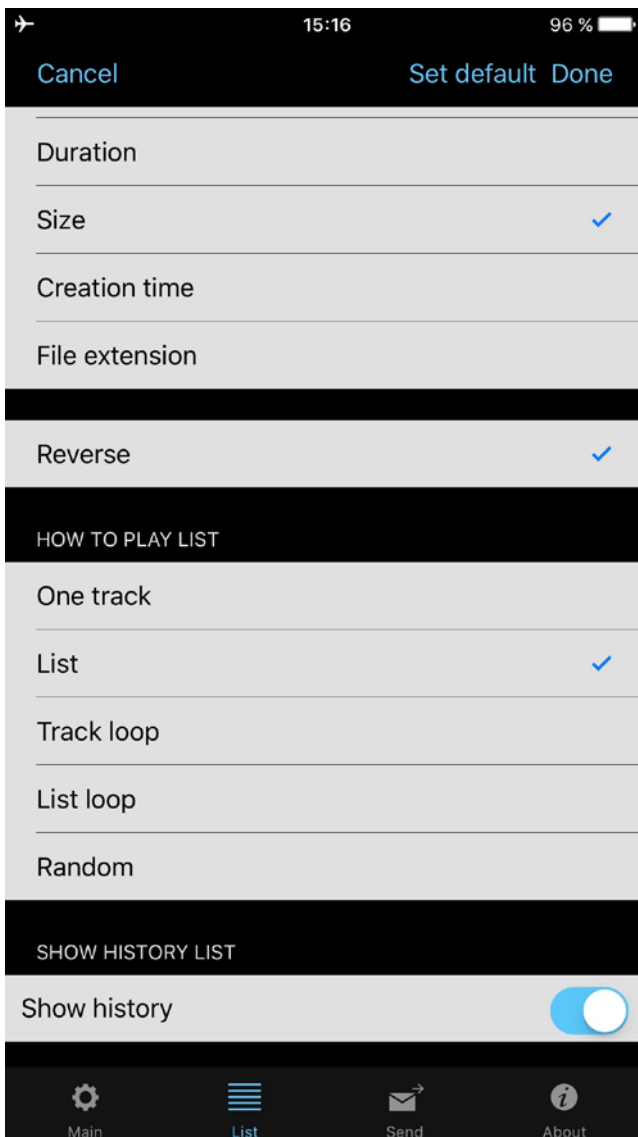 15:16 96 %
Cancel Set default Done
Duration
Size
Creation time
File extension
Reverse
HOW TO PLAY LIST
One track
List
Track loop
List loop
Random
SHOW HISTORY LIST
Show history
Main List Send About